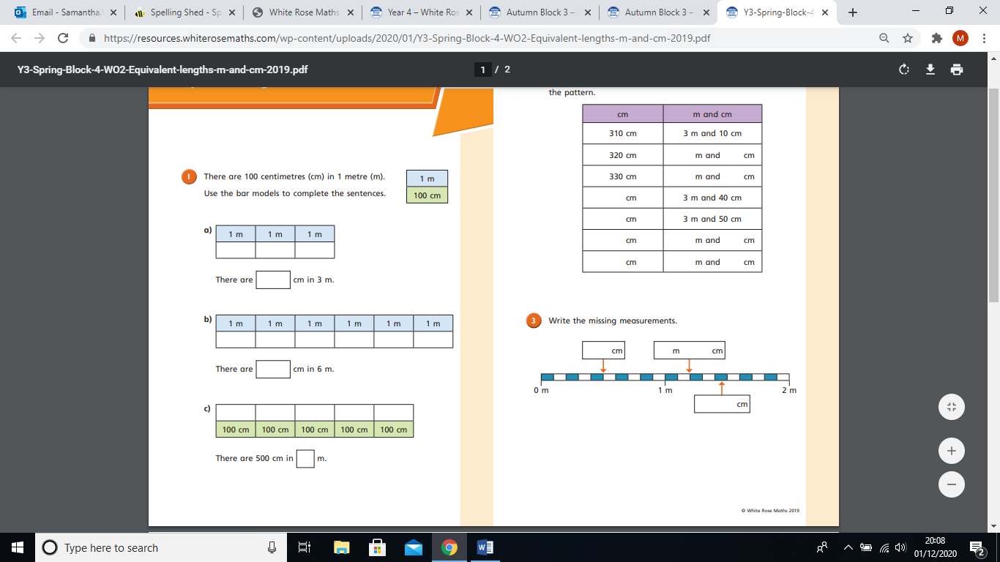 Email - Samantha.
Spelling Shed - Sp
White Rose Maths
Year 4 – White Ros
Autumn Block 3 –
Autumn Block 3 –
Y3-Spring-Block-4
https://resources.whiterosemaths.com/wp-content/uploads/2020/01/Y3-Spring-Block-4-WO2-Equivalent-lengths-m-and-cm-2019.pdf
M
Y3-Spring-Block-4-WO2-Equivalent-lengths-m-and-cm-2019.pdf
1 / 2
1 There are 100 centimetres (cm) in 1 metre (m).
Use the bar models to complete the sentences.
1 m
100 cm
a) 1 m 1 m 1 m
There are cm in 3 m.
b) 1 m 1 m 1 m 1 m 1 m 1 m
There are cm in 6 m.
c)
100 cm 100 cm 100 cm 100 cm 100 cm
There are 500 cm in m.
the pattern.
cm m and cm
310 cm 3 m and 10 cm
320 cm m and cm
330 cm m and cm
cm 3 m and 40 cm
cm 3 m and 50 cm
cm m and cm
cm m and cm
3 Write the missing measurements.
cm m cm
0 m 1 m 2 m
cm
© White Rose Maths 2019
Type here to search
20:08
01/12/2020
2